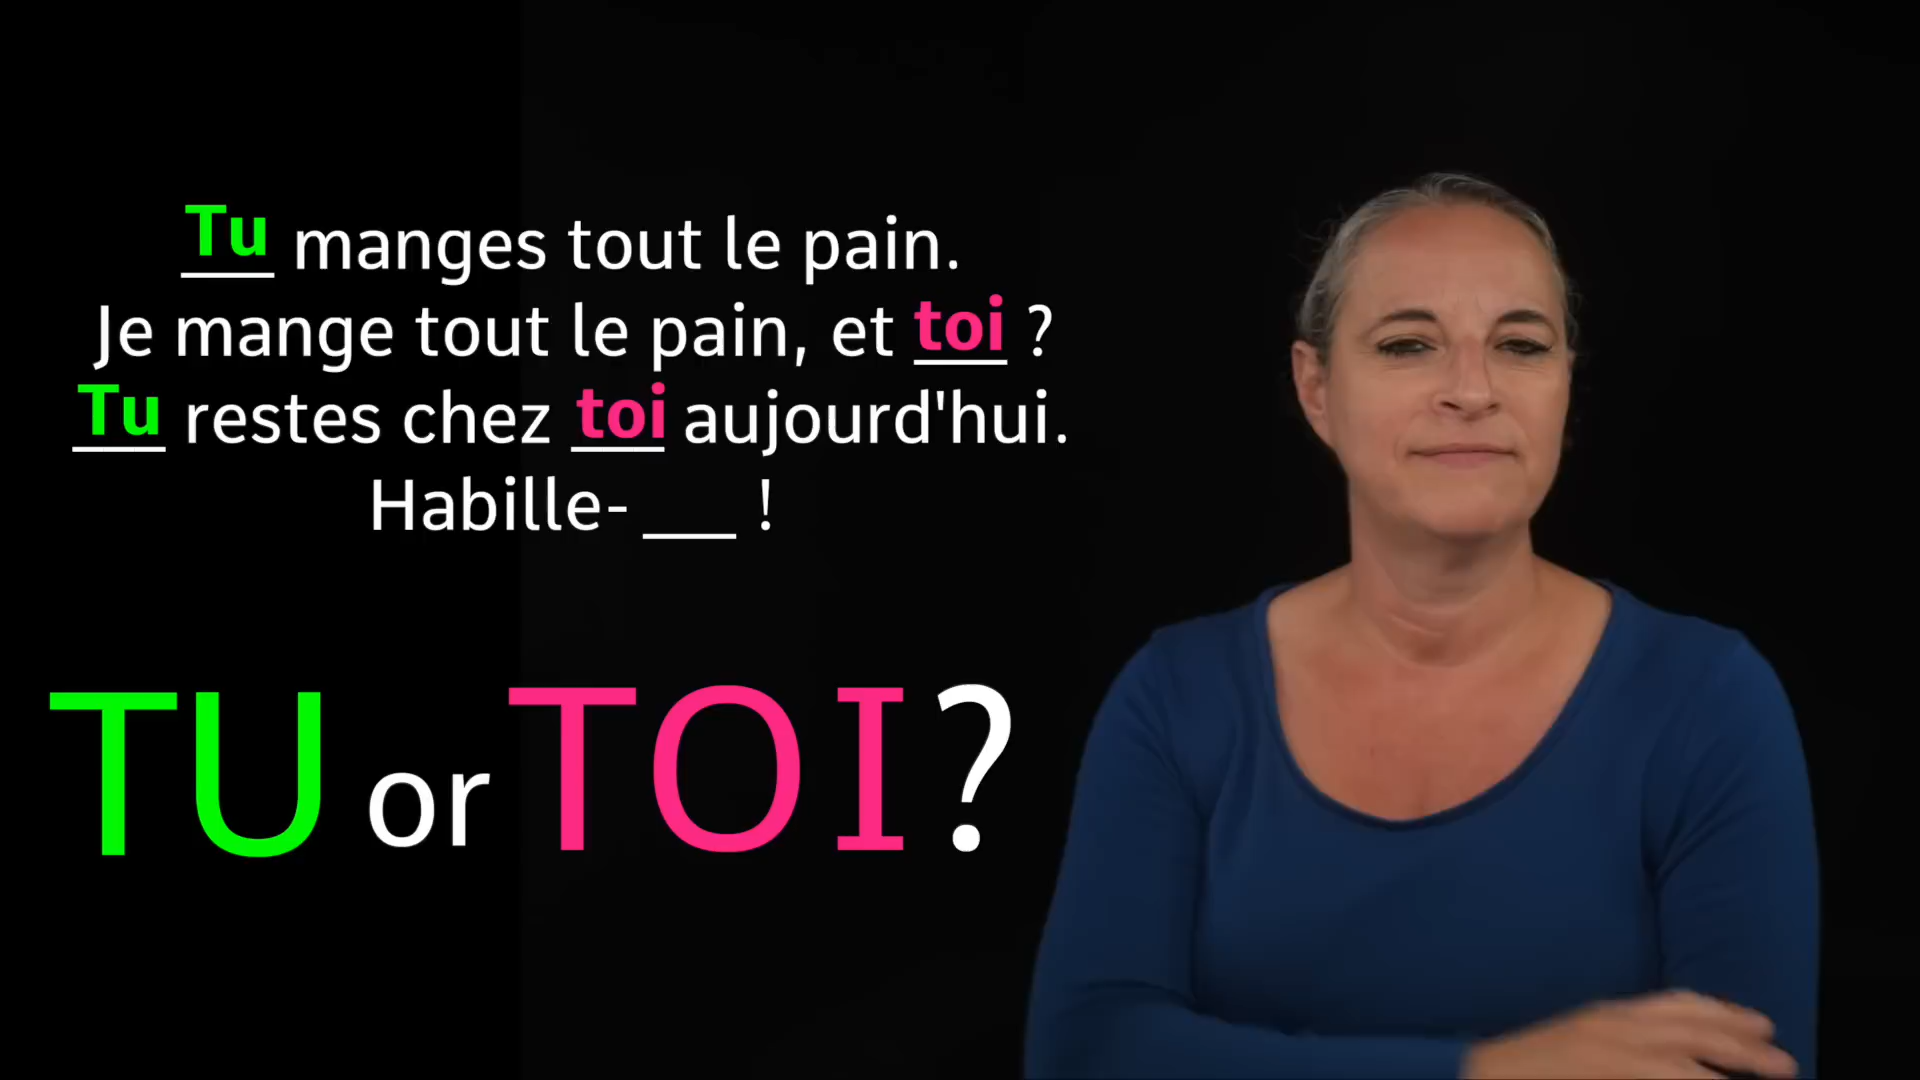 Tu manges tout le pain.
Je mange tout le pain, et toi ?
Tu restes chez toi aujourd'hui.
Habille-___ !
TU or TOI?